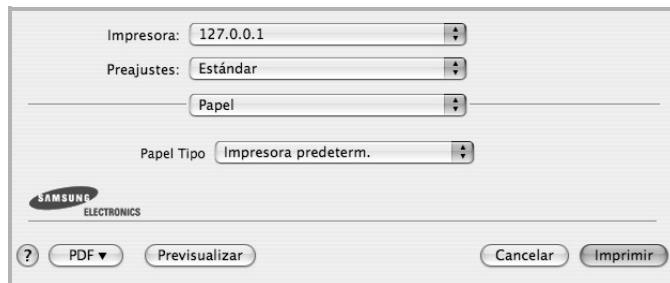 Impresora: 127.0.0.1
Preajustes: Estándar
Papel
Papel Tipo Impresora predeterm.
SAMSUNG
ELECTRONICS
? PDF ▼ Previsualizar Cancelar Imprimir